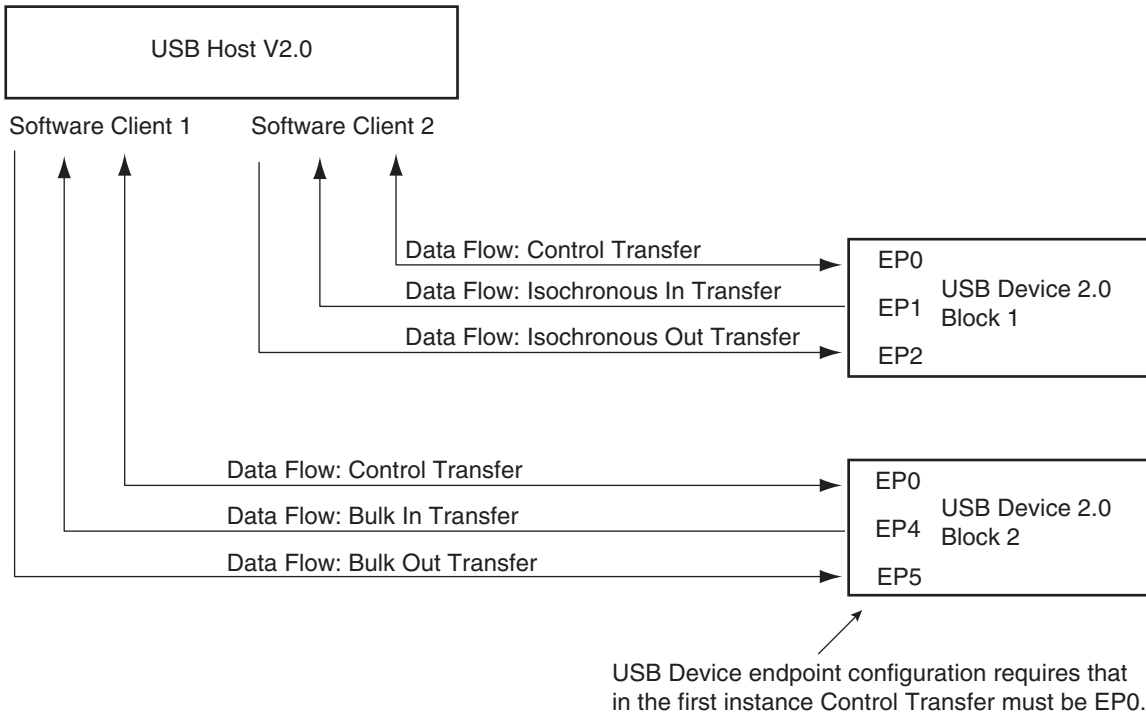 USB Host V2.0
Software Client 1
Software Client 2
Data Flow: Control Transfer
Data Flow: Isochronous In Transfer
Data Flow: Isochronous Out Transfer
EP0
EP1
EP2
USB Device 2.0
Block 1
Data Flow: Control Transfer
Data Flow: Bulk In Transfer
Data Flow: Bulk Out Transfer
EP0
EP4
EP5
USB Device 2.0
Block 2
USB Device endpoint configuration requires that
in the first instance Control Transfer must be EP0.